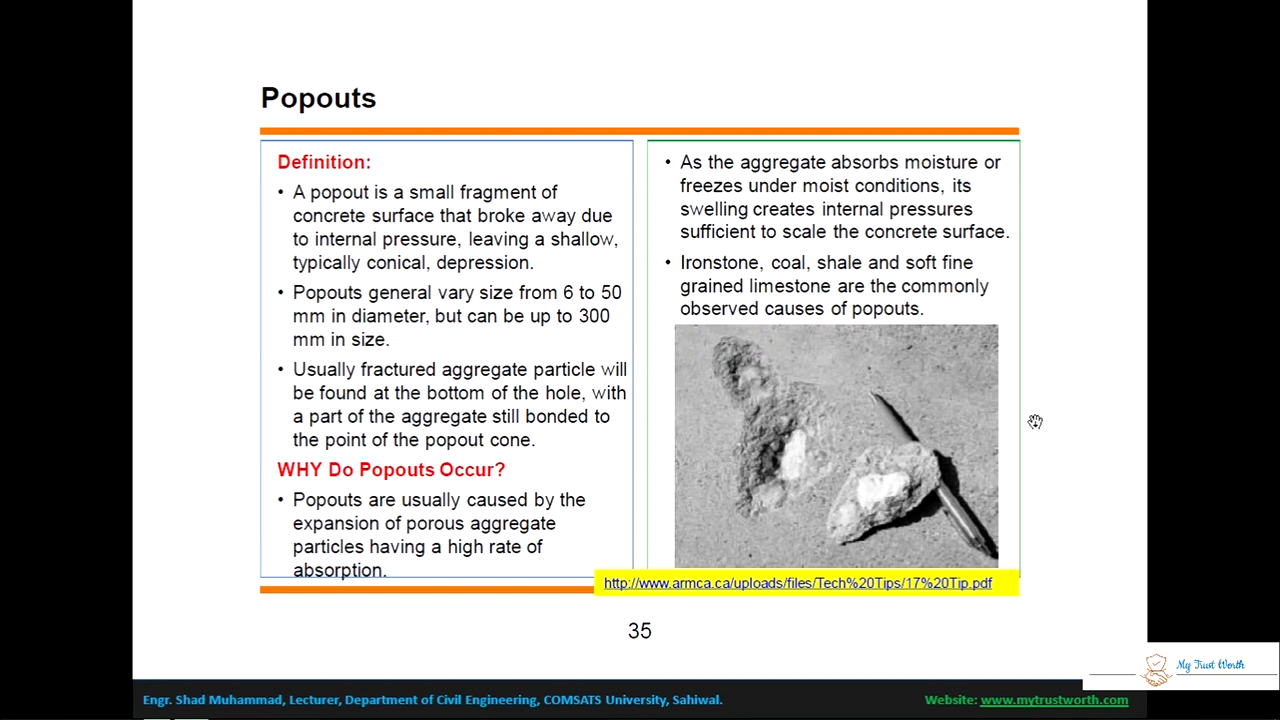 Popouts
Definition:
• A popout is a small fragment of
concrete surface that broke away due
to internal pressure, leaving a shallow,
typically conical, depression.
• Popouts general vary size from 6 to 50
mm in diameter, but can be up to 300
mm in size.
• Usually fractured aggregate particle will
be found at the bottom of the hole, with
a part of the aggregate still bonded to
the point of the popout cone.
WHY Do Popouts Occur?
• Popouts are usually caused by the
expansion of porous aggregate
particles having a high rate of
absorption.
• As the aggregate absorbs moisture or
freezes under moist conditions, its
swelling creates internal pressures
sufficient to scale the concrete surface.
• Ironstone, coal, shale and soft fine
grained limestone are the commonly
observed causes of popouts.
http://www.armca.ca/uploads/files/Tech%20Tips/17%20Tip.pdf
35
My Trust Worth
Engr. Shad Muhammad, Lecturer, Department of Civil Engineering, COMSATS University, Sahiwal. Website: www.mytrustworth.com